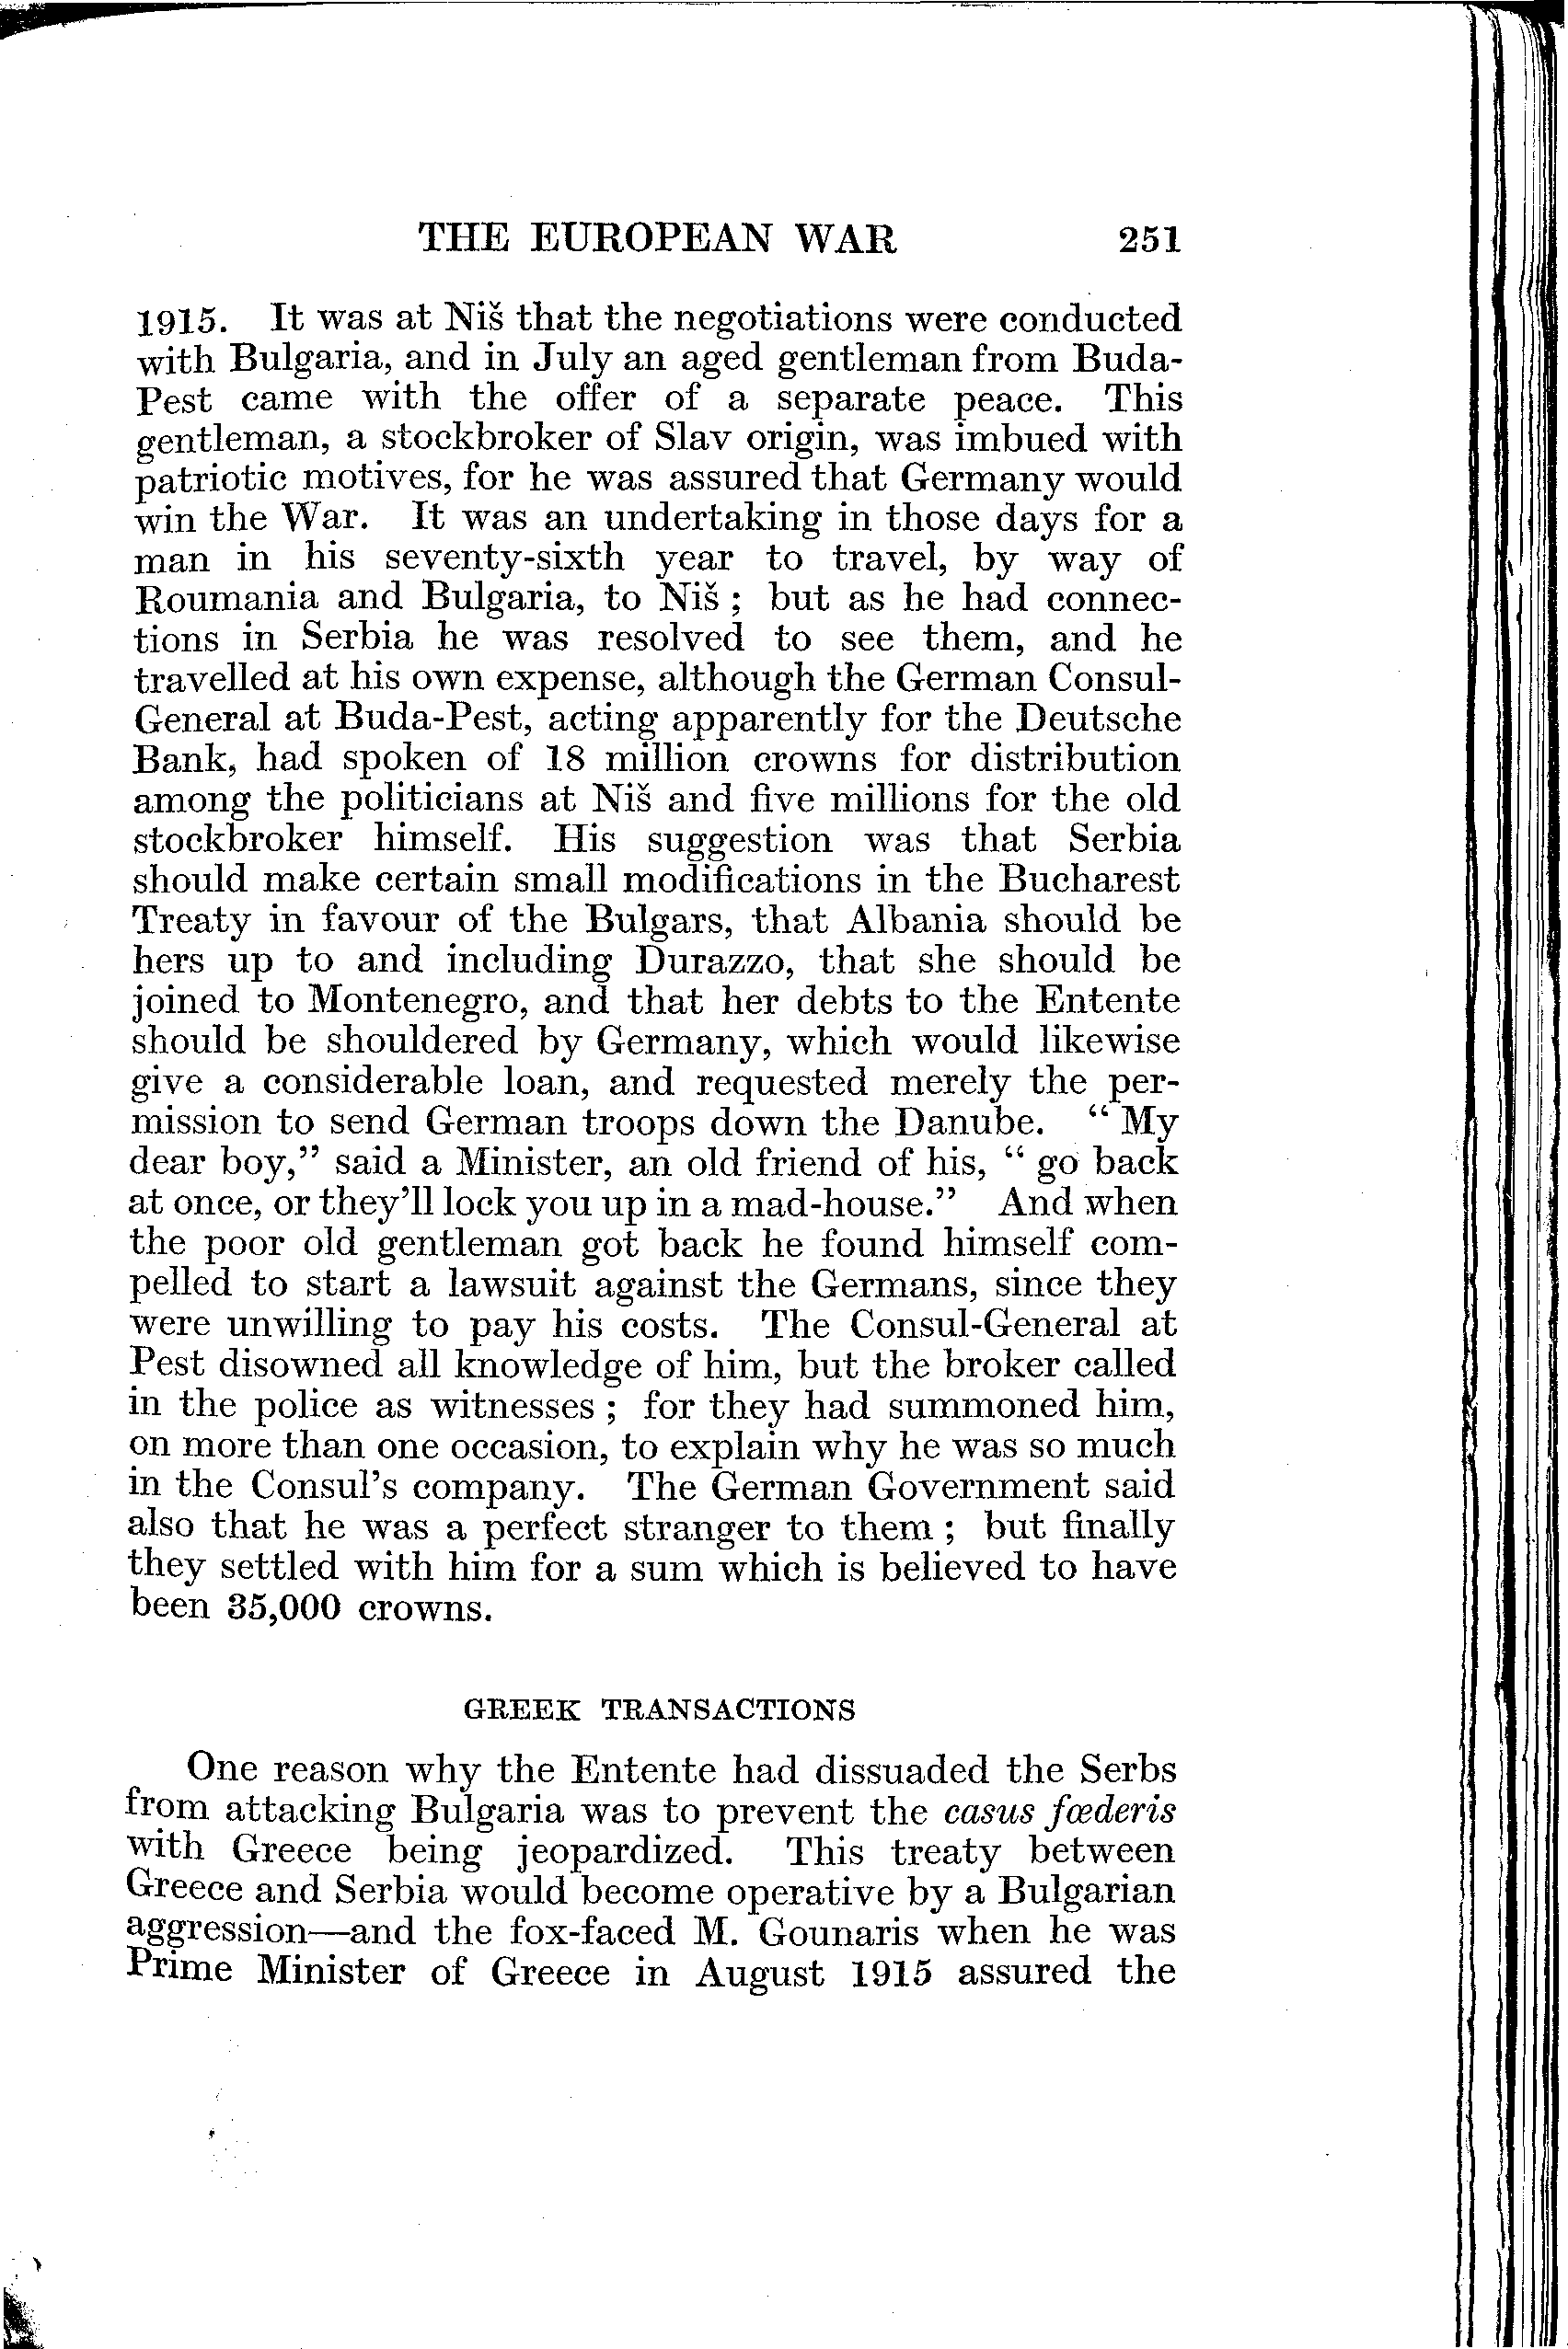 THE EUROPEAN WAR 251
1915. It was at Niš that the negotiations were conducted
with Bulgaria, and in July an aged gentleman from Buda-
Pest came with the offer of a separate peace. This
gentleman, a stockbroker of Slav origin, was imbued with
patriotic motives, for he was assured that Germany would
win the War. It was an undertaking in those days for a
man in his seventy-sixth year to travel, by way of
Roumania and Bulgaria, to Niš ; but as he had connec-
tions in Serbia he was resolved to see them, and he
travelled at his own expense, although the German Consul-
General at Buda-Pest, acting apparently for the Deutsche
Bank, had spoken of 18 million crowns for distribution
among the politicians at Niš and five millions for the old
stockbroker himself. His suggestion was that Serbia
should make certain small modifications in the Bucharest
Treaty in favour of the Bulgars, that Albania should be
hers up to and including Durazzo, that she should be
joined to Montenegro, and that her debts to the Entente
should be shouldered by Germany, which would likewise
give a considerable loan, and requested merely the per-
mission to send German troops down the Danube. “ My
dear boy,” said a Minister, an old friend of his, “ go back
at once, or they’ll lock you up in a mad-house.” And when
the poor old gentleman got back he found himself com-
pelled to start a lawsuit against the Germans, since they
were unwilling to pay his costs. The Consul-General at
Pest disowned all knowledge of him, but the broker called
in the police as witnesses ; for they had summoned him,
on more than one occasion, to explain why he was so much
in the Consul’s company. The German Government said
also that he was a perfect stranger to them ; but finally
they settled with him for a sum which is believed to have
been 35,000 crowns.
GREEK TRANSACTIONS
One reason why the Entente had dissuaded the Serbs
from attacking Bulgaria was to prevent the casus fœderis
with Greece being jeopardized. This treaty between
Greece and Serbia would become operative by a Bulgarian
aggression—and the fox-faced M. Gounaris when he was
Prime Minister of Greece in August 1915 assured the